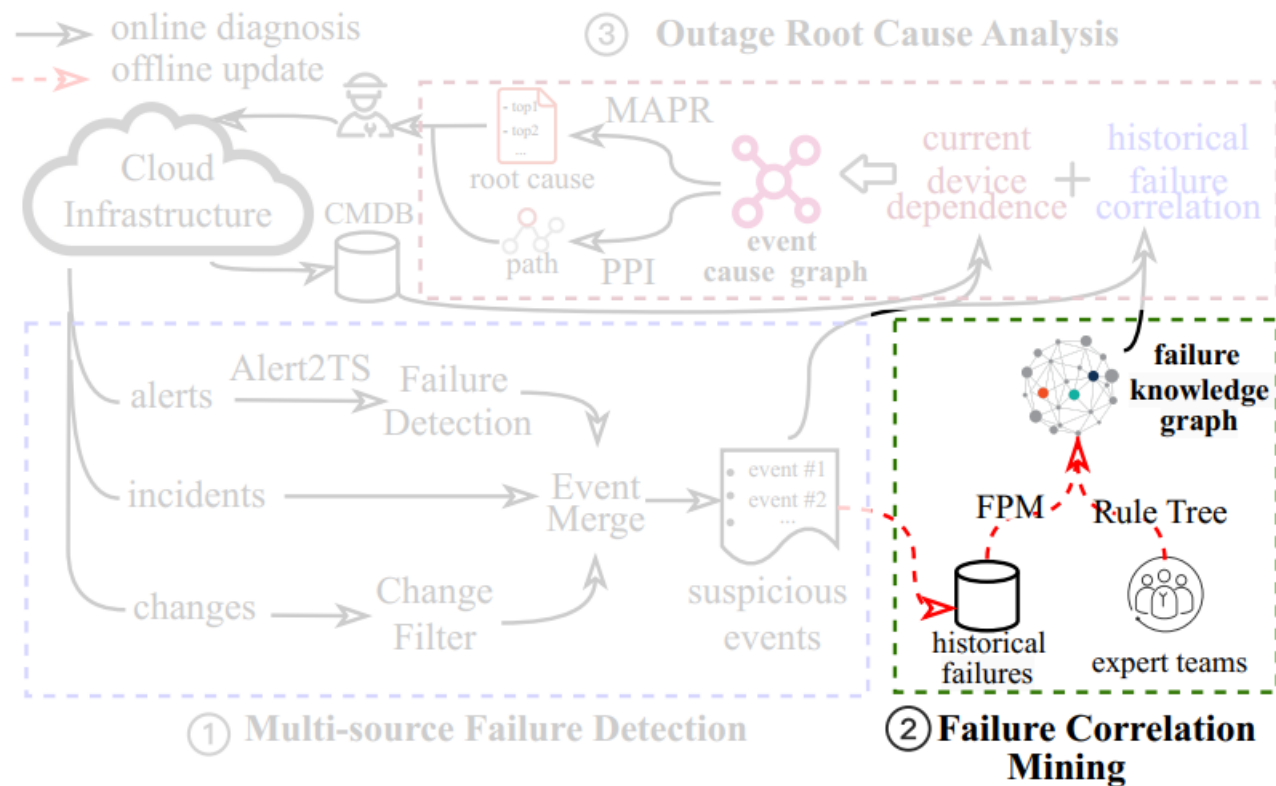 online diagnosis
offline update
③ Outage Root Cause Analysis
Cloud
Infrastructure
CMDB
- top1
- top2
...
root cause
MAPR
path
PPI
event
cause graph
current
device
dependence
+
historical
failure
correlation
alerts
Alert2TS
Failure
Detection
incidents
Event
Merge
changes
Change
Filter
event #1
event #2
...
suspicious
events
① Multi-source Failure Detection
failure
knowledge
graph
FPM
Rule Tree
historical
failures
expert teams
② Failure Correlation
Mining